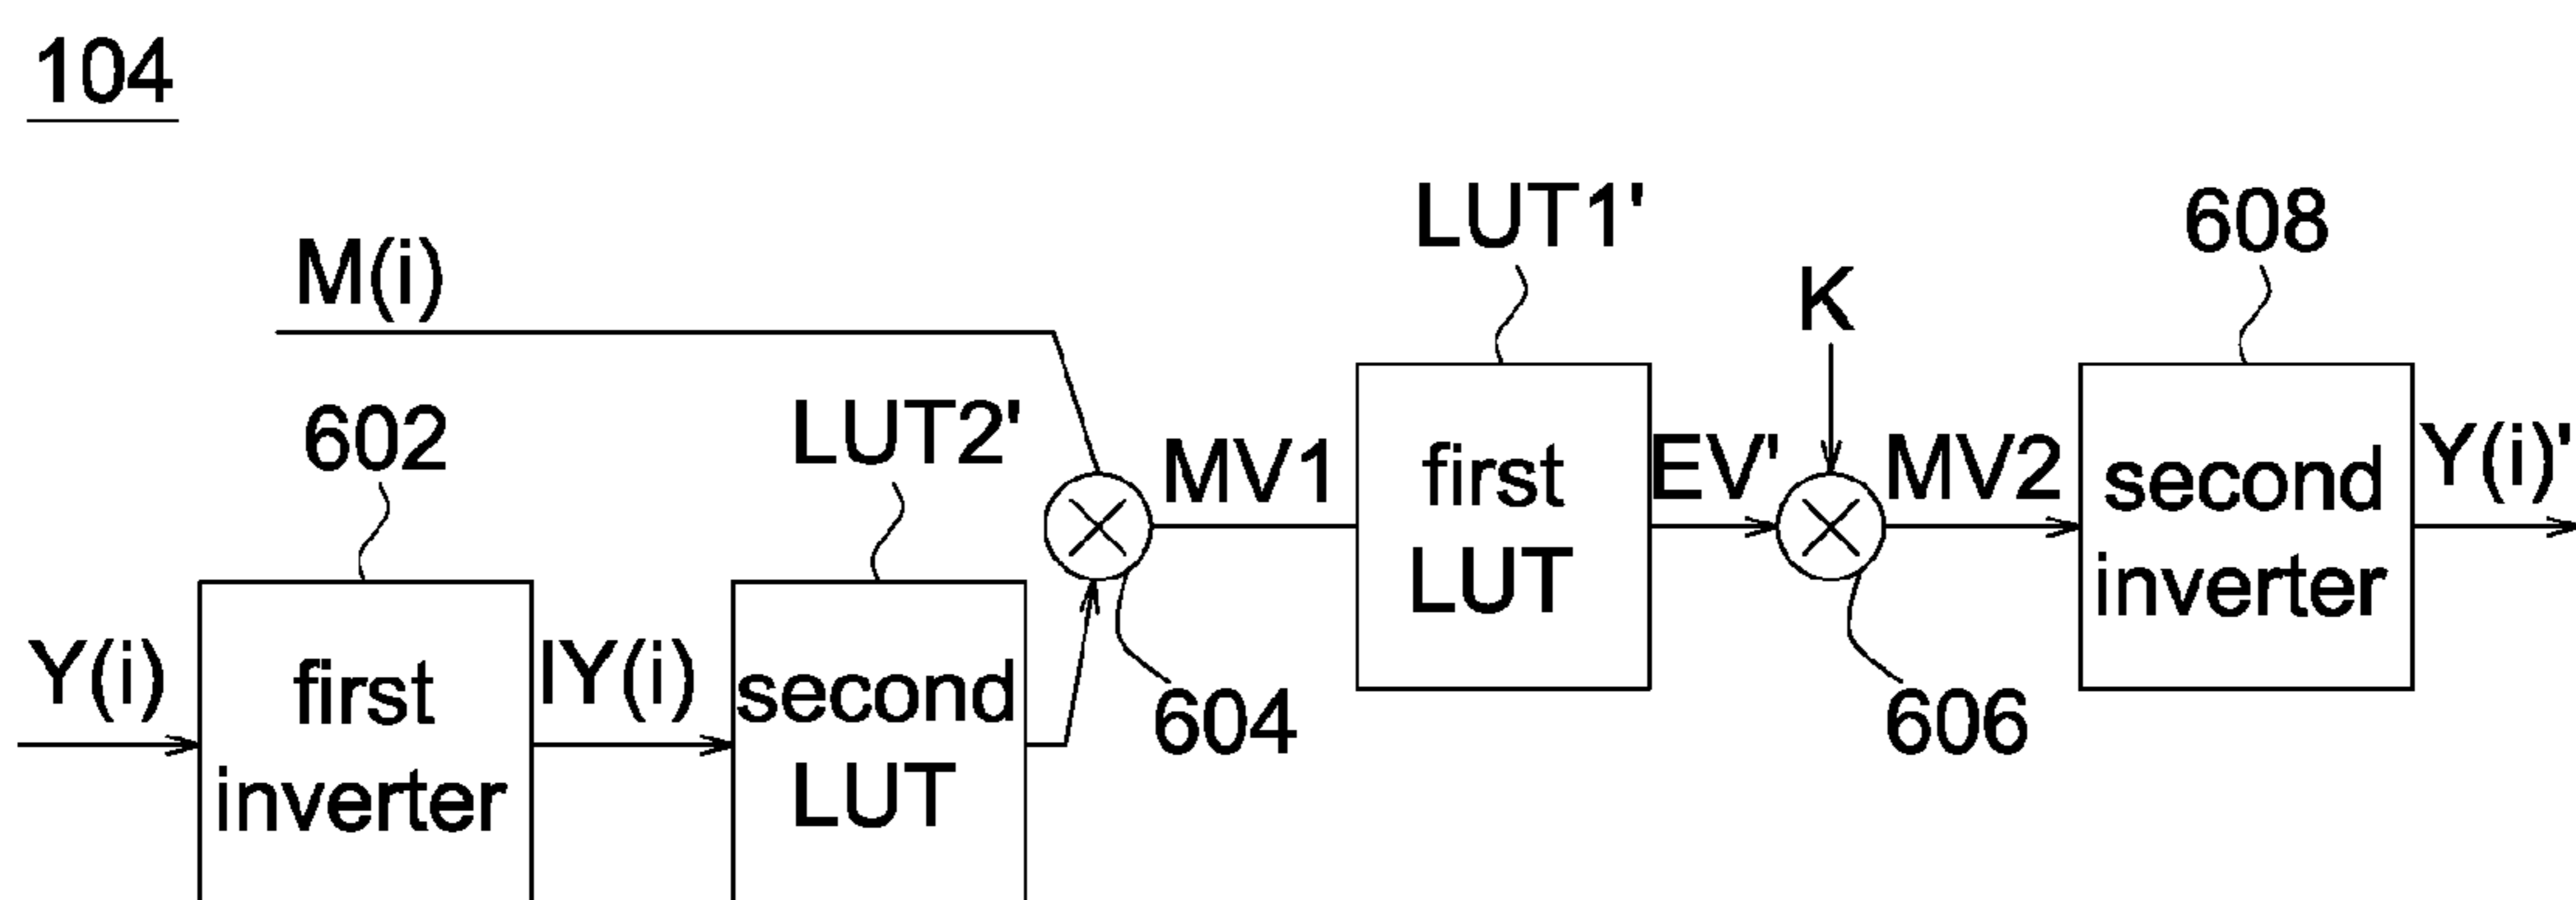 104
M(i)
LUT1'
K
608
602
LUT2'
MV1
first
LUT
EV'
MV2
second
inverter
Y(i)'
Y(i)
first
inverter
IY(i)
second
LUT
604
606